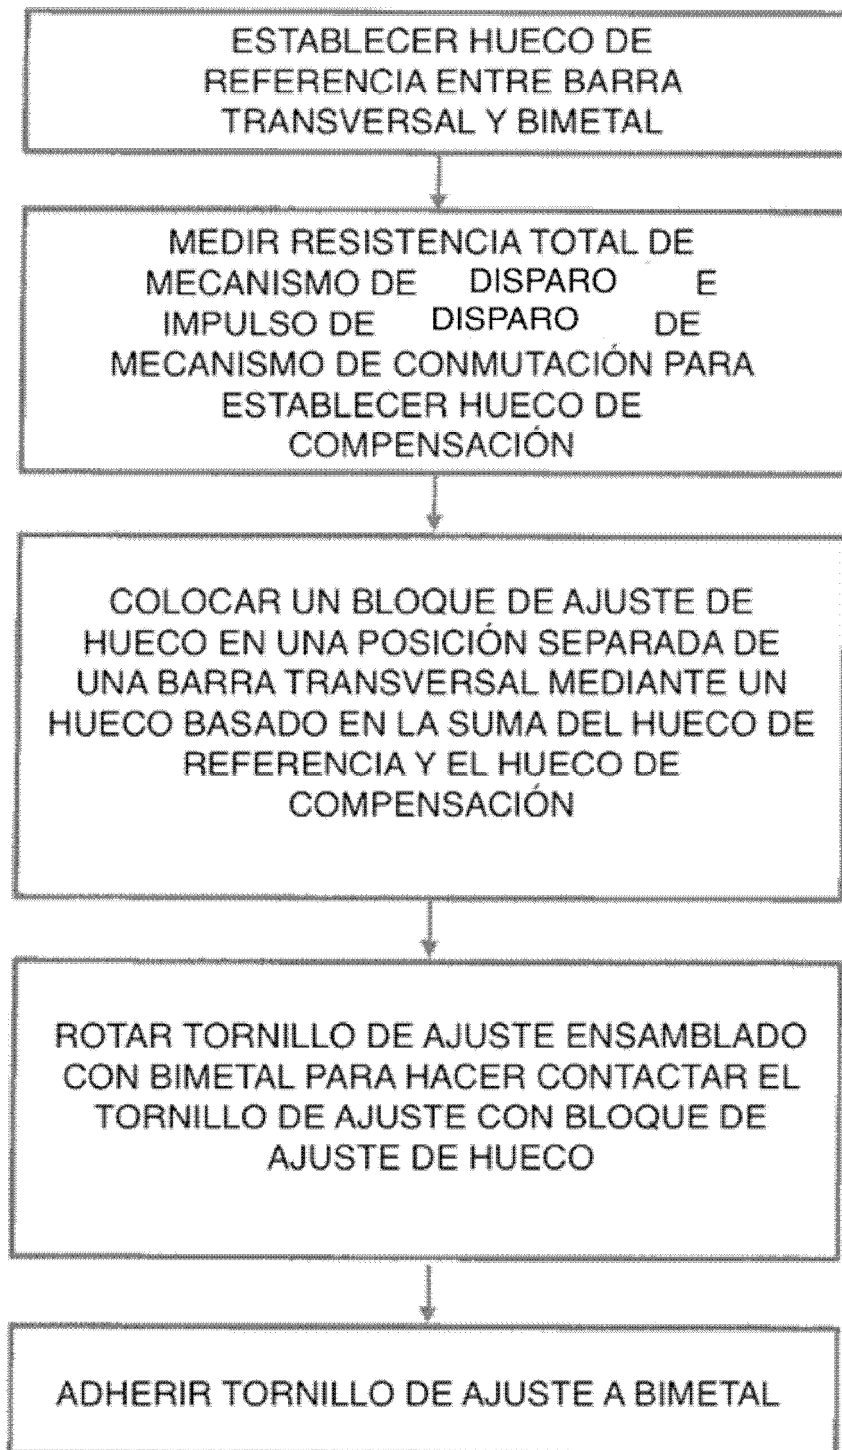 ESTABLECER HUECO DE
REFERENCIA ENTRE BARRA
TRANSVERSAL Y BIMETAL
MEDIR RESISTENCIA TOTAL DE
MECANISMO DE DISPARO E
IMPULSO DE DISPARO DE
MECANISMO DE CONMUTACIÓN PARA
ESTABLECER HUECO DE
COMPENSACIÓN
COLOCAR UN BLOQUE DE AJUSTE DE
HUECO EN UNA POSICIÓN SEPARADA DE
UNA BARRA TRANSVERSAL MEDIANTE UN
HUECO BASADO EN LA SUMA DEL HUECO DE
REFERENCIA Y EL HUECO DE
COMPENSACIÓN
ROTAR TORNILLO DE AJUSTE ENSAMBLADO
CON BIMETAL PARA HACER CONTACTAR EL
TORNILLO DE AJUSTE CON BLOQUE DE
AJUSTE DE HUECO
ADHERIR TORNILLO DE AJUSTE A BIMETAL